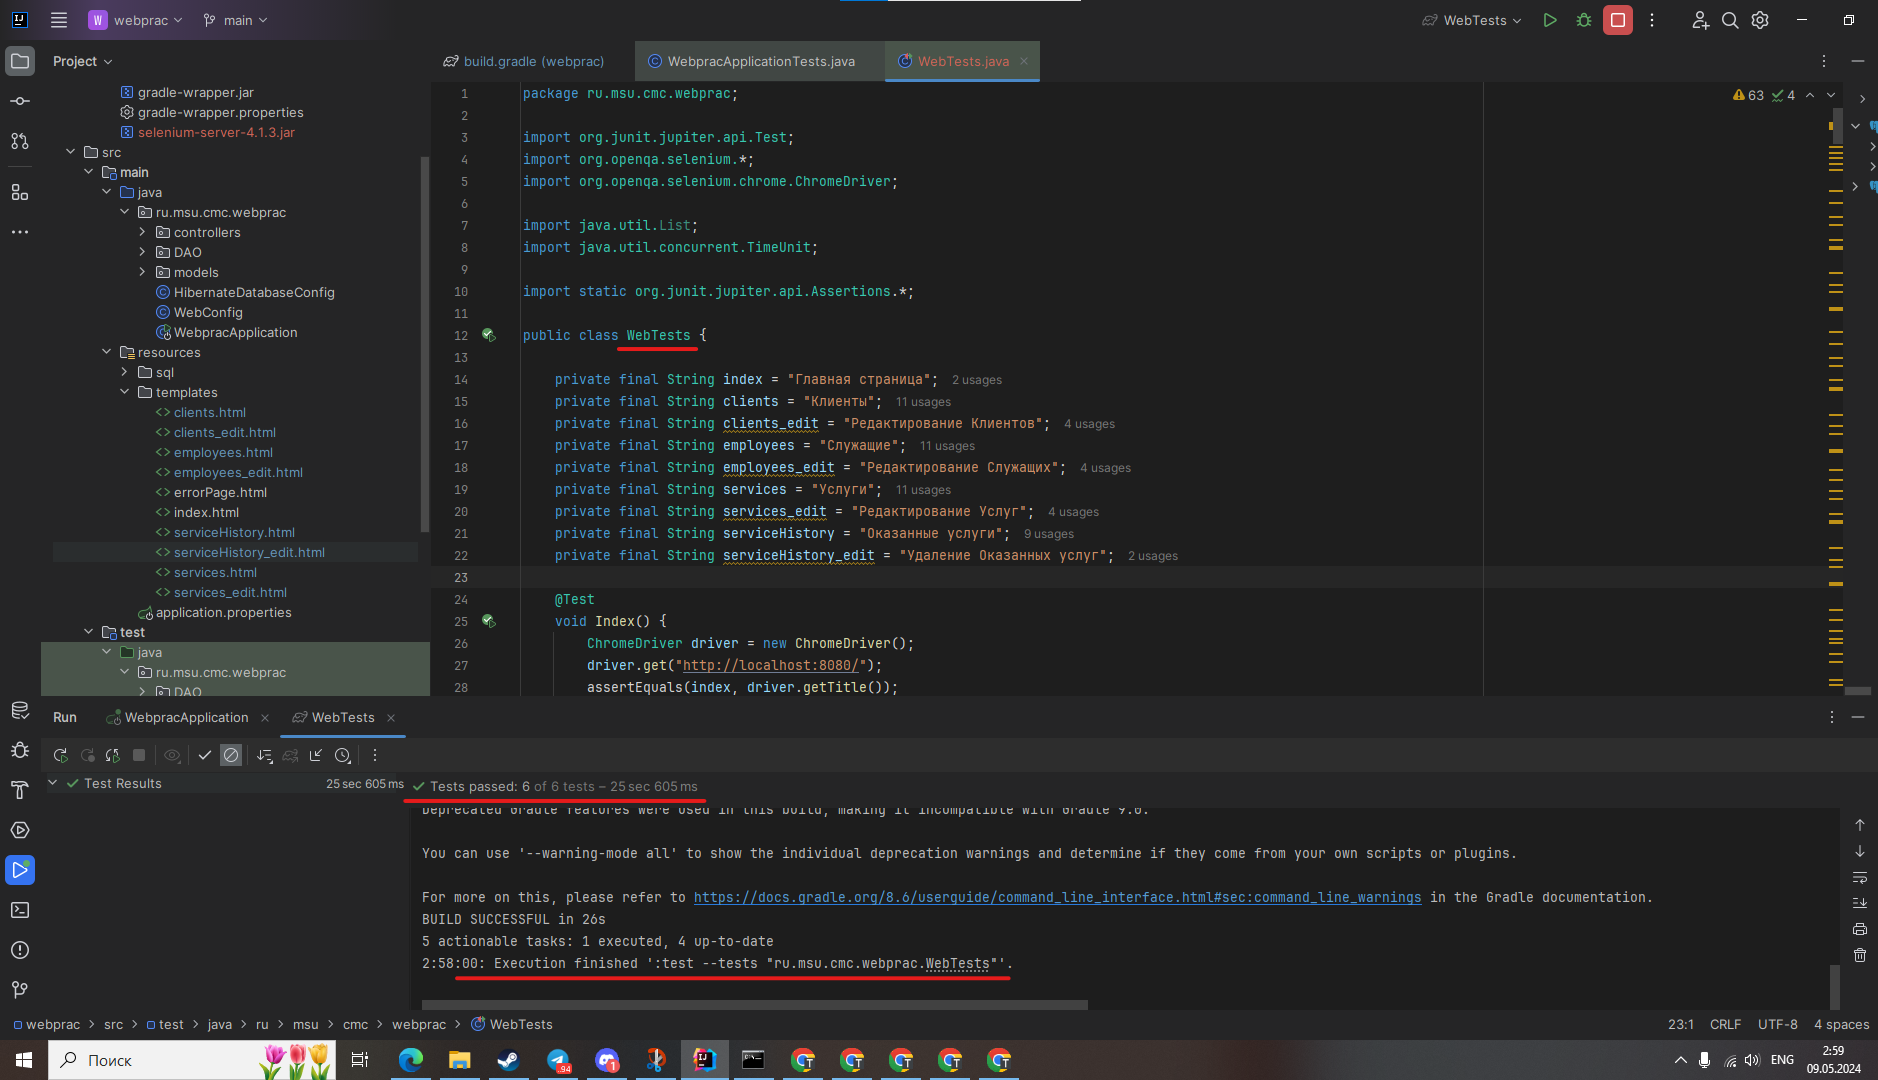 W webprac main WebTests
Project
build.gradle (webprac) WebpracApplicationTests.java WebTests.java
gradle-wrapper.jar
gradle-wrapper.properties
selenium-server-4.1.3.jar
src
main
java
ru.msu.cmc.webprac
controllers
DAO
models
HibernateDatabaseConfig
WebConfig
WebpracApplication
resources
sql
templates
clients.html
clients_edit.html
employees.html
employees_edit.html
errorPage.html
index.html
serviceHistory.html
serviceHistory_edit.html
services.html
services_edit.html
application.properties
test
java
ru.msu.cmc.webprac
DAO
63 4
1 package ru.msu.cmc.webprac;
2
3 import org.junit.jupiter.api.Test;
4 import org.openqa.selenium.*;
5 import org.openqa.selenium.chrome.ChromeDriver;
6
7 import java.util.List;
8 import java.util.concurrent.TimeUnit;
9
10 import static org.junit.jupiter.api.Assertions.*;
11
12 public class WebTests {
13
14 private final String index = "Главная страница"; 2 usages
15 private final String clients = "Клиенты"; 11 usages
16 private final String clients_edit = "Редактирование Клиентов"; 4 usages
17 private final String employees = "Служащие"; 11 usages
18 private final String employees_edit = "Редактирование Служащих"; 4 usages
19 private final String services = "Услуги"; 11 usages
20 private final String services_edit = "Редактирование Услуг"; 4 usages
21 private final String serviceHistory = "Оказанные услуги"; 9 usages
22 private final String serviceHistory_edit = "Удаление Оказанных услуг"; 2 usages
23
24 @Test
25 void Index() {
26 ChromeDriver driver = new ChromeDriver();
27 driver.get("http://localhost:8080/");
28 assertEquals(index, driver.getTitle());
Run WebpracApplication WebTests
Test Results 25 sec 605 ms
Tests passed: 6 of 6 tests – 25 sec 605 ms
Deprecated Gradle features were used in this build, making it incompatible with Gradle 9.0.
You can use '--warning-mode all' to show the individual deprecation warnings and determine if they come from your own scripts or plugins.
For more on this, please refer to https://docs.gradle.org/8.6/userguide/command_line_interface.html#sec:command_line_warnings in the Gradle documentation.
BUILD SUCCESSFUL in 26s
5 actionable tasks: 1 executed, 4 up-to-date
2:58:00: Execution finished ':test --tests "ru.msu.cmc.webprac.WebTests"'.
webprac > src > test > java > ru > msu > cmc > webprac > WebTests
23:1 CRLF UTF-8 4 spaces
Поиск
94
1
ENG
2:59
09.05.2024